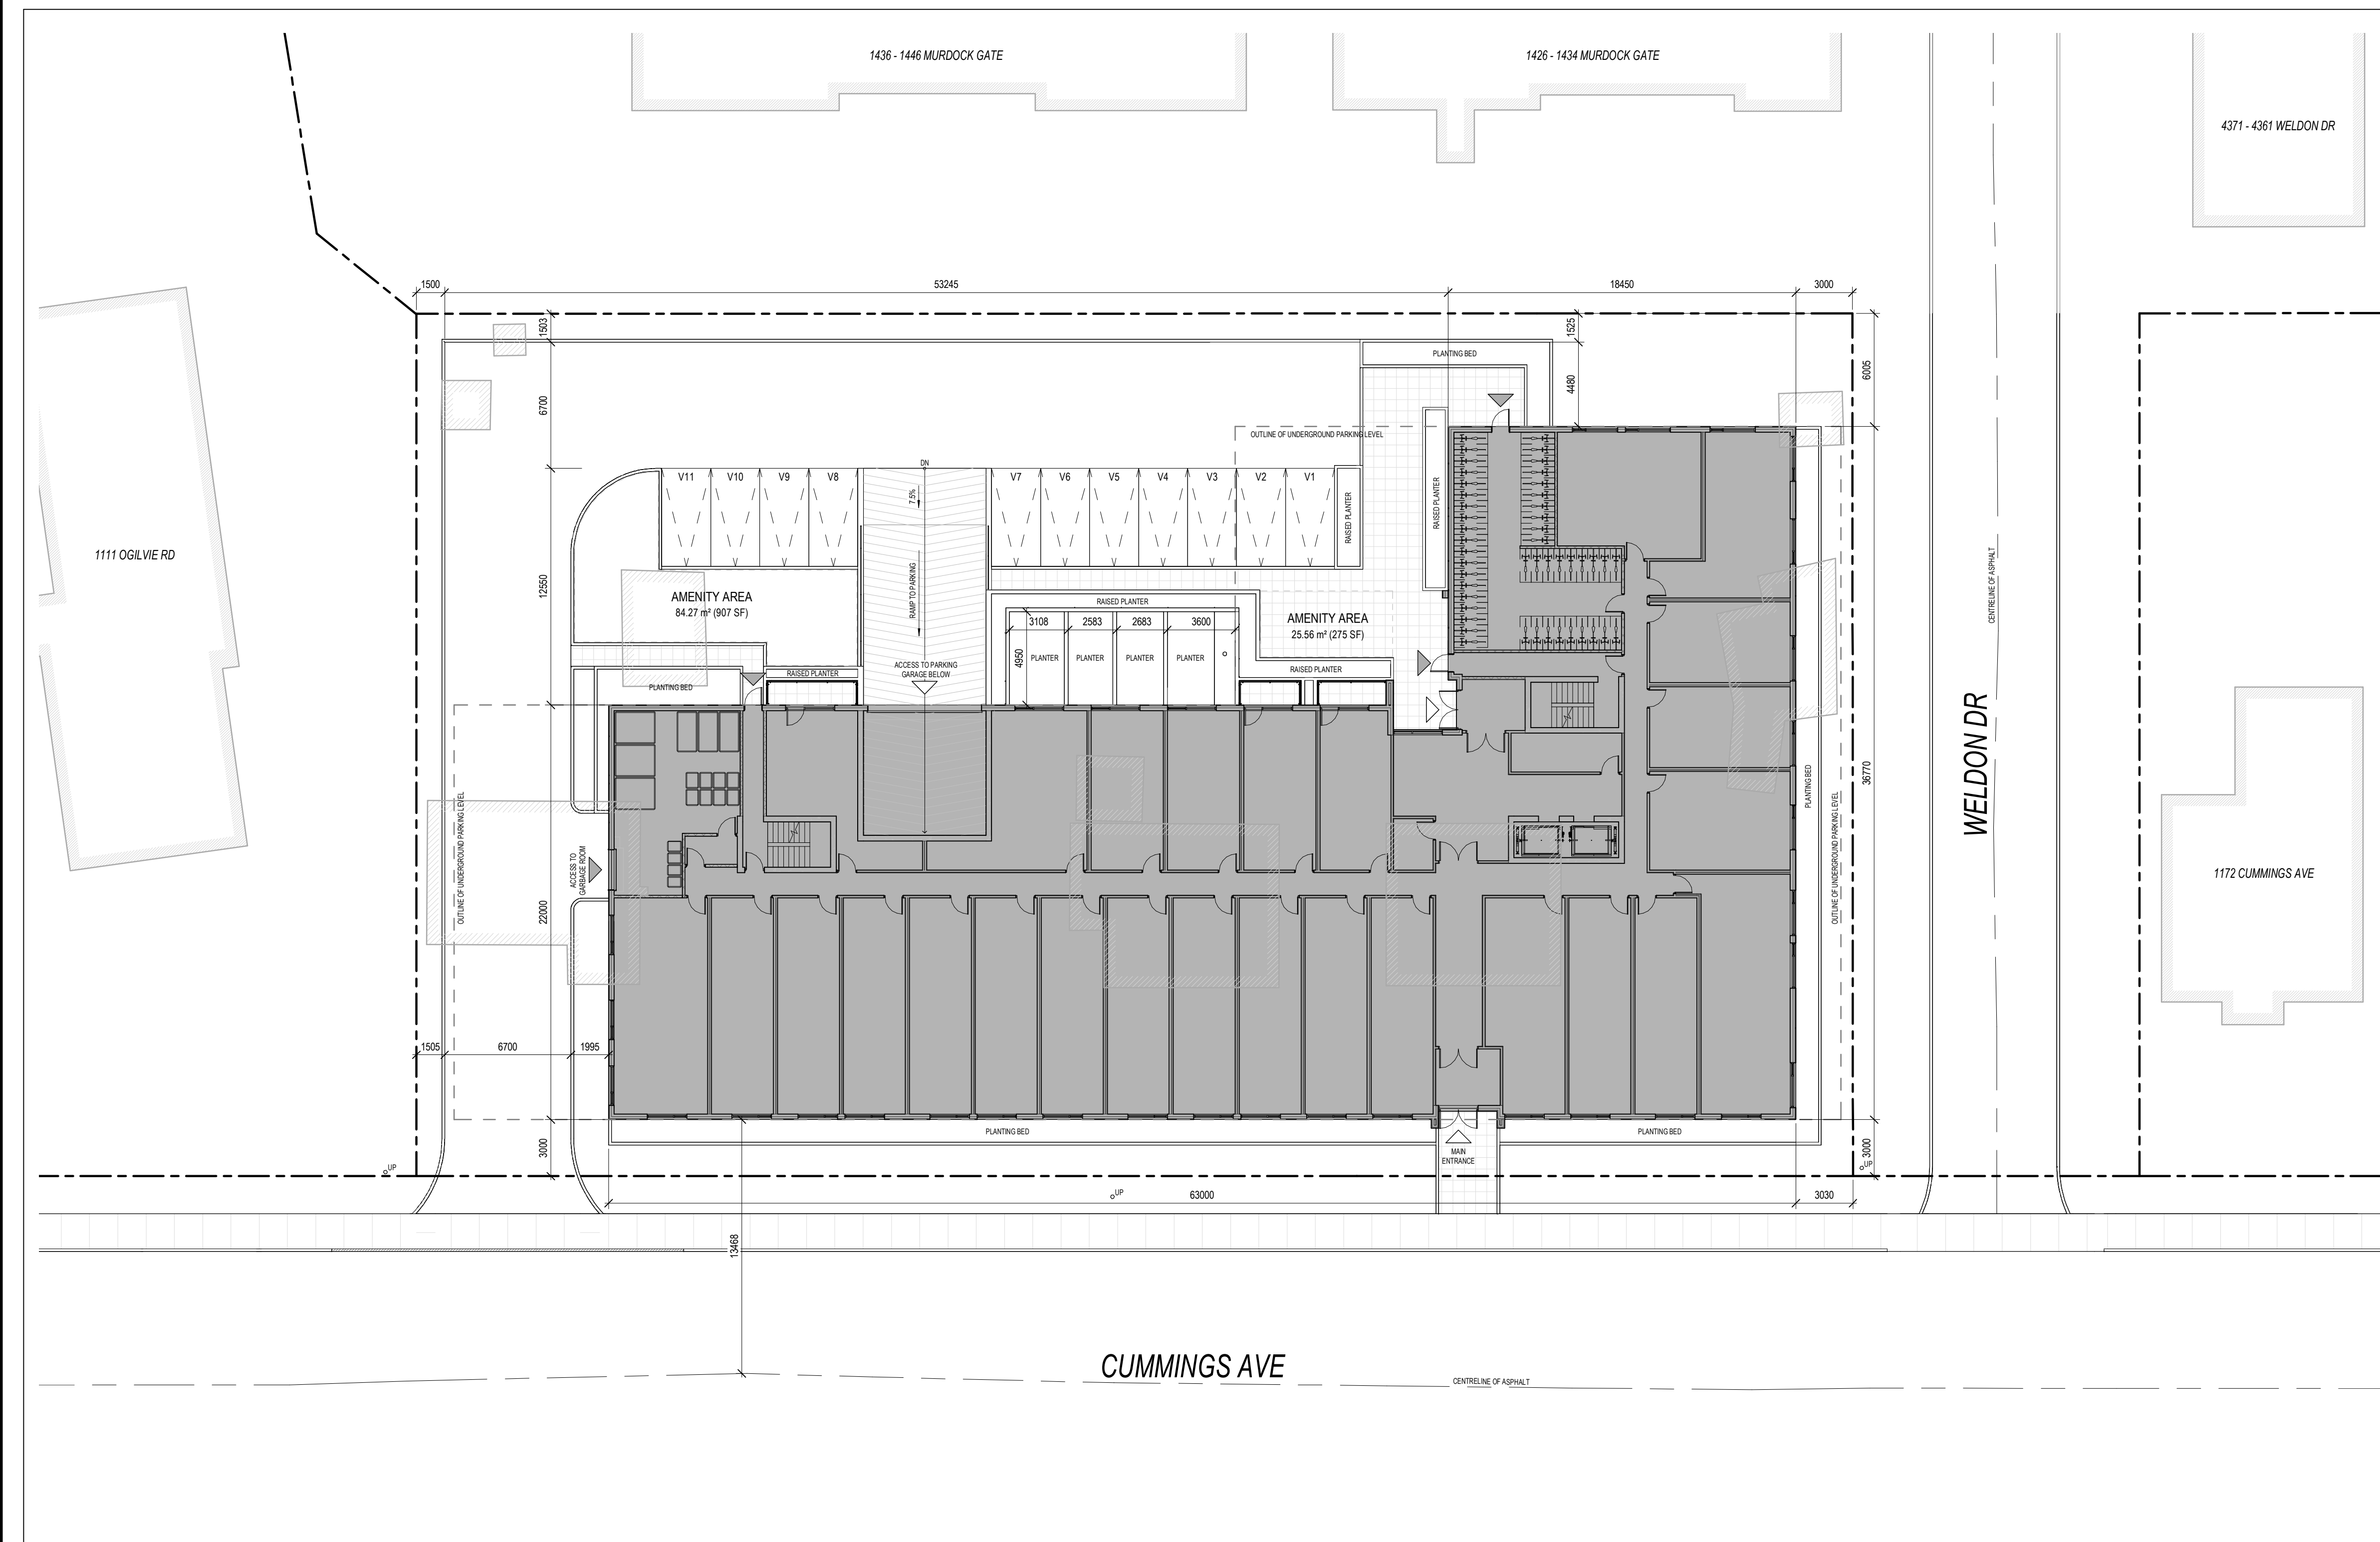 1436 - 1446 MURDOCK GATE
1426 - 1434 MURDOCK GATE
4371 - 4361 WELDON DR
1500
53245
18450
3000
1503
1525
PLANTING BED
6005
6700
4480
OUTLINE OF UNDERGROUND PARKING LEVEL
DN
V11
V10
V9
V8
7.5%
V7
V6
V5
V4
V3
V2
V1
RAISED PLANTER
RAISED PLANTER
1111 OGILVIE RD
12550
AMENITY AREA
84.27 m² (907 SF)
RAMP TO PARKING
RAISED PLANTER
CENTRELINE OF ASPHALT
3108
2583
2683
3600
AMENITY AREA
25.56 m² (275 SF)
4950
PLANTER
PLANTER
PLANTER
PLANTER
ACCESS TO PARKING
GARAGE BELOW
RAISED PLANTER
RAISED PLANTER
PLANTING BED
WELDON DR
36770
PLANTING BED
OUTLINE OF UNDERGROUND PARKING LEVEL
OUTLINE OF UNDERGROUND PARKING LEVEL
ACCESS TO
GARBAGE ROOM
1172 CUMMINGS AVE
22000
1505
6700
1995
PLANTING BED
PLANTING BED
3000
3000
MAIN
ENTRANCE
UP
UP
UP
63000
3030
13468
CUMMINGS AVE
CENTRELINE OF ASPHALT